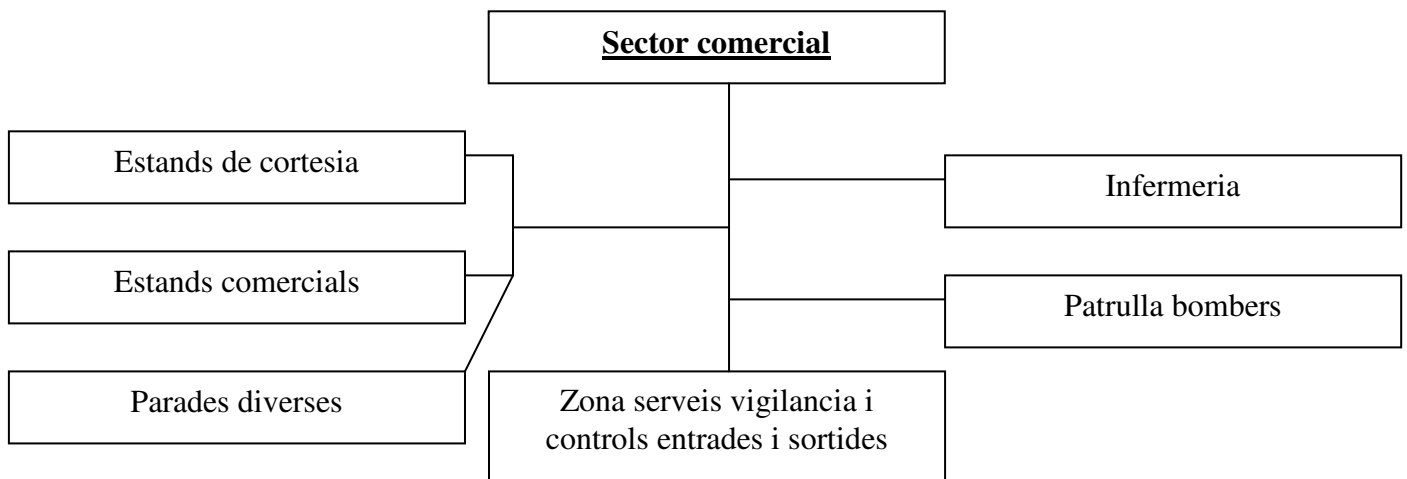 Sector comercial
Estands de cortesia
Infermeria
Estands comercials
Patrulla bombers
Parades diverses
Zona serveis vigilancia i
controls entrades i sortides